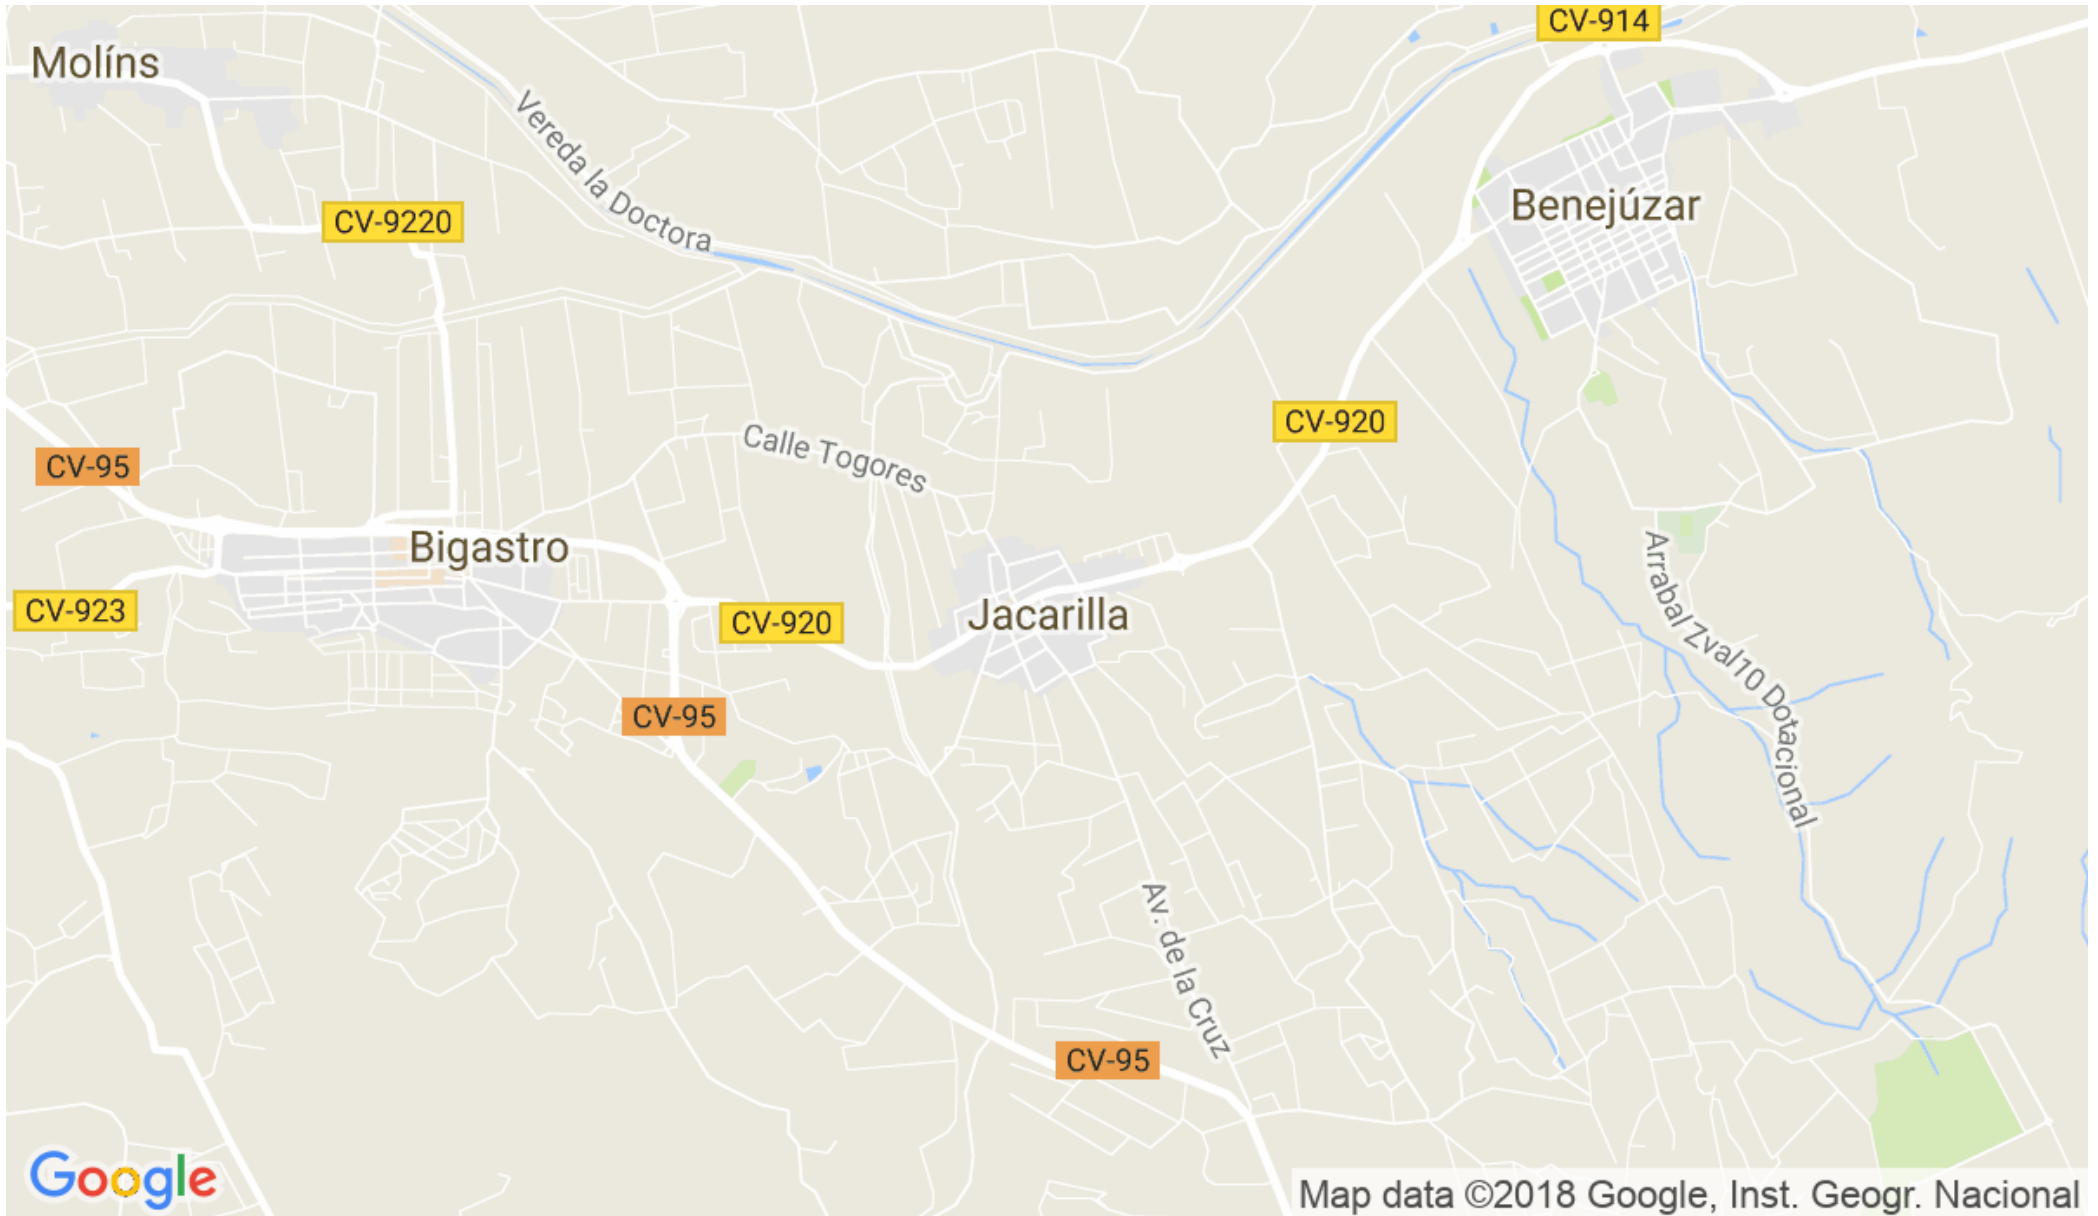 CV-914
Molíns
Vereda la Doctora
Benejúzar
CV-9220
CV-920
Calle Togores
CV-95
Bigastro
Arrabal Zval10 Dotacional
CV-923
CV-920
Jacarilla
CV-95
Av. de la Cruz
CV-95
Google
Map data ©2018 Google, Inst. Geogr. Nacional